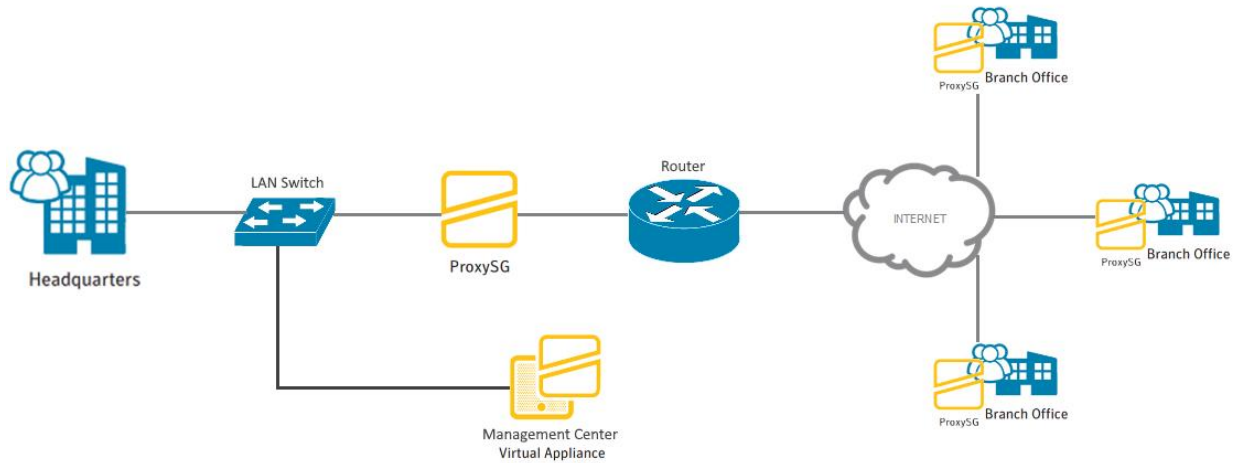 ProxySG
Branch Office
Router
LAN Switch
INTERNET
ProxySG
ProxySG
Branch Office
Headquarters
ProxySG
Branch Office
Management Center
Virtual Appliance